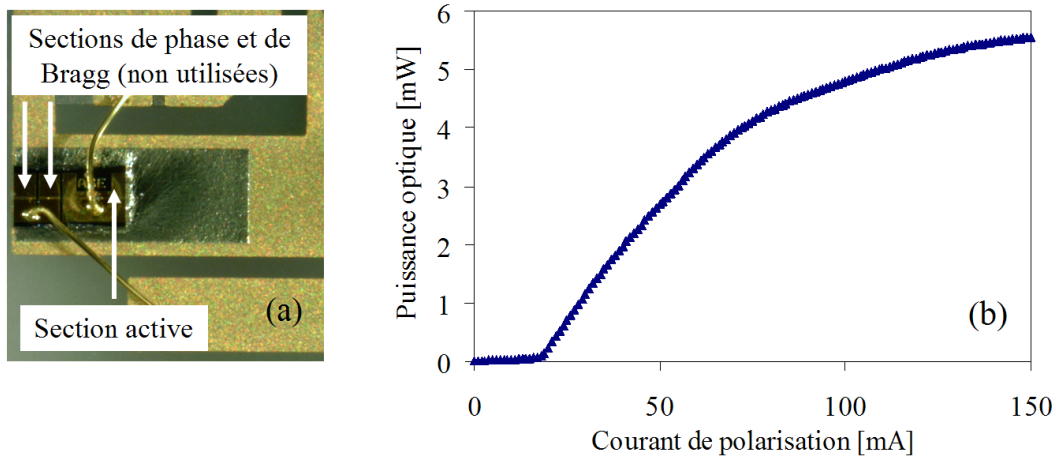 Sections de phase et de
Bragg (non utilisées)
Section active
(a)
Puissance optique [mW]
6
5
4
3
2
1
0
0
50
100
150
Courant de polarisation [mA]
(b)